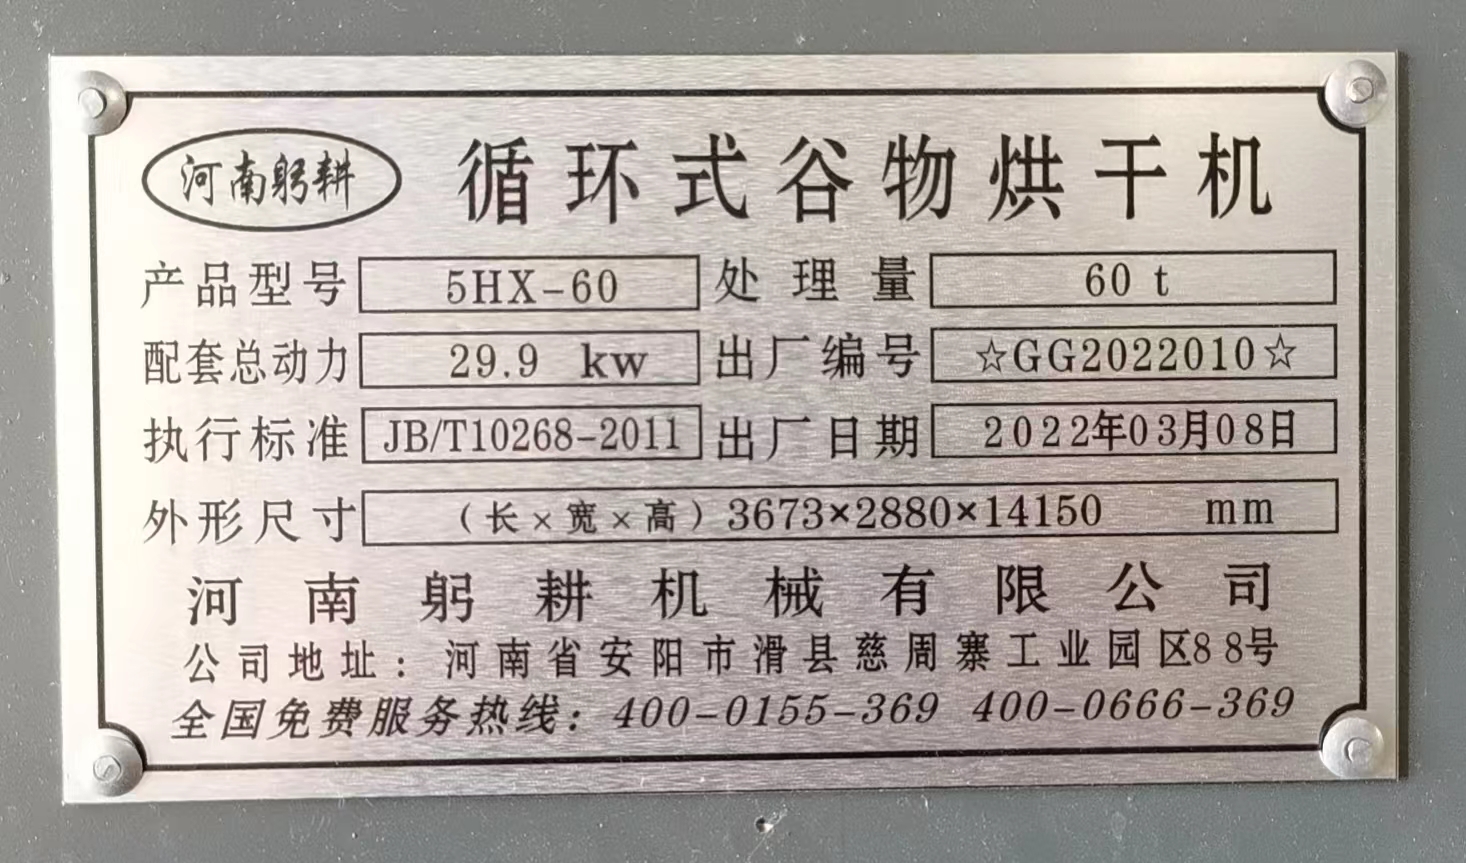 河南躬耕 循环式谷物烘干机
产品型号 5HX-60 处理量 60 t
配套总动力 29.9 kw 出厂编号 ☆GG2022010☆
执行标准 JB/T10268-2011 出厂日期 2022年03月08日
外形尺寸 (长×宽×高)3673×2880×14150 mm
河南躬耕机械有限公司
公司地址:河南省安阳市滑县慈周寨工业园区88号
全国免费服务热线:400-0155-369 400-0666-369